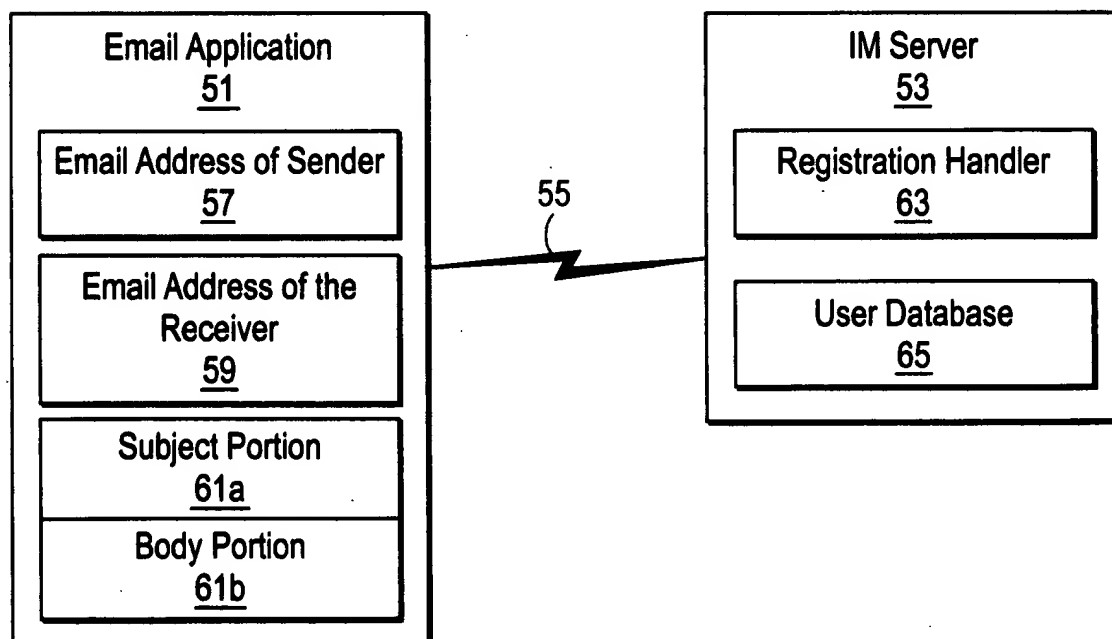 Email Application
51
Email Address of Sender
57
Email Address of the
Receiver
59
Subject Portion
61a
Body Portion
61b
55
IM Server
53
Registration Handler
63
User Database
65